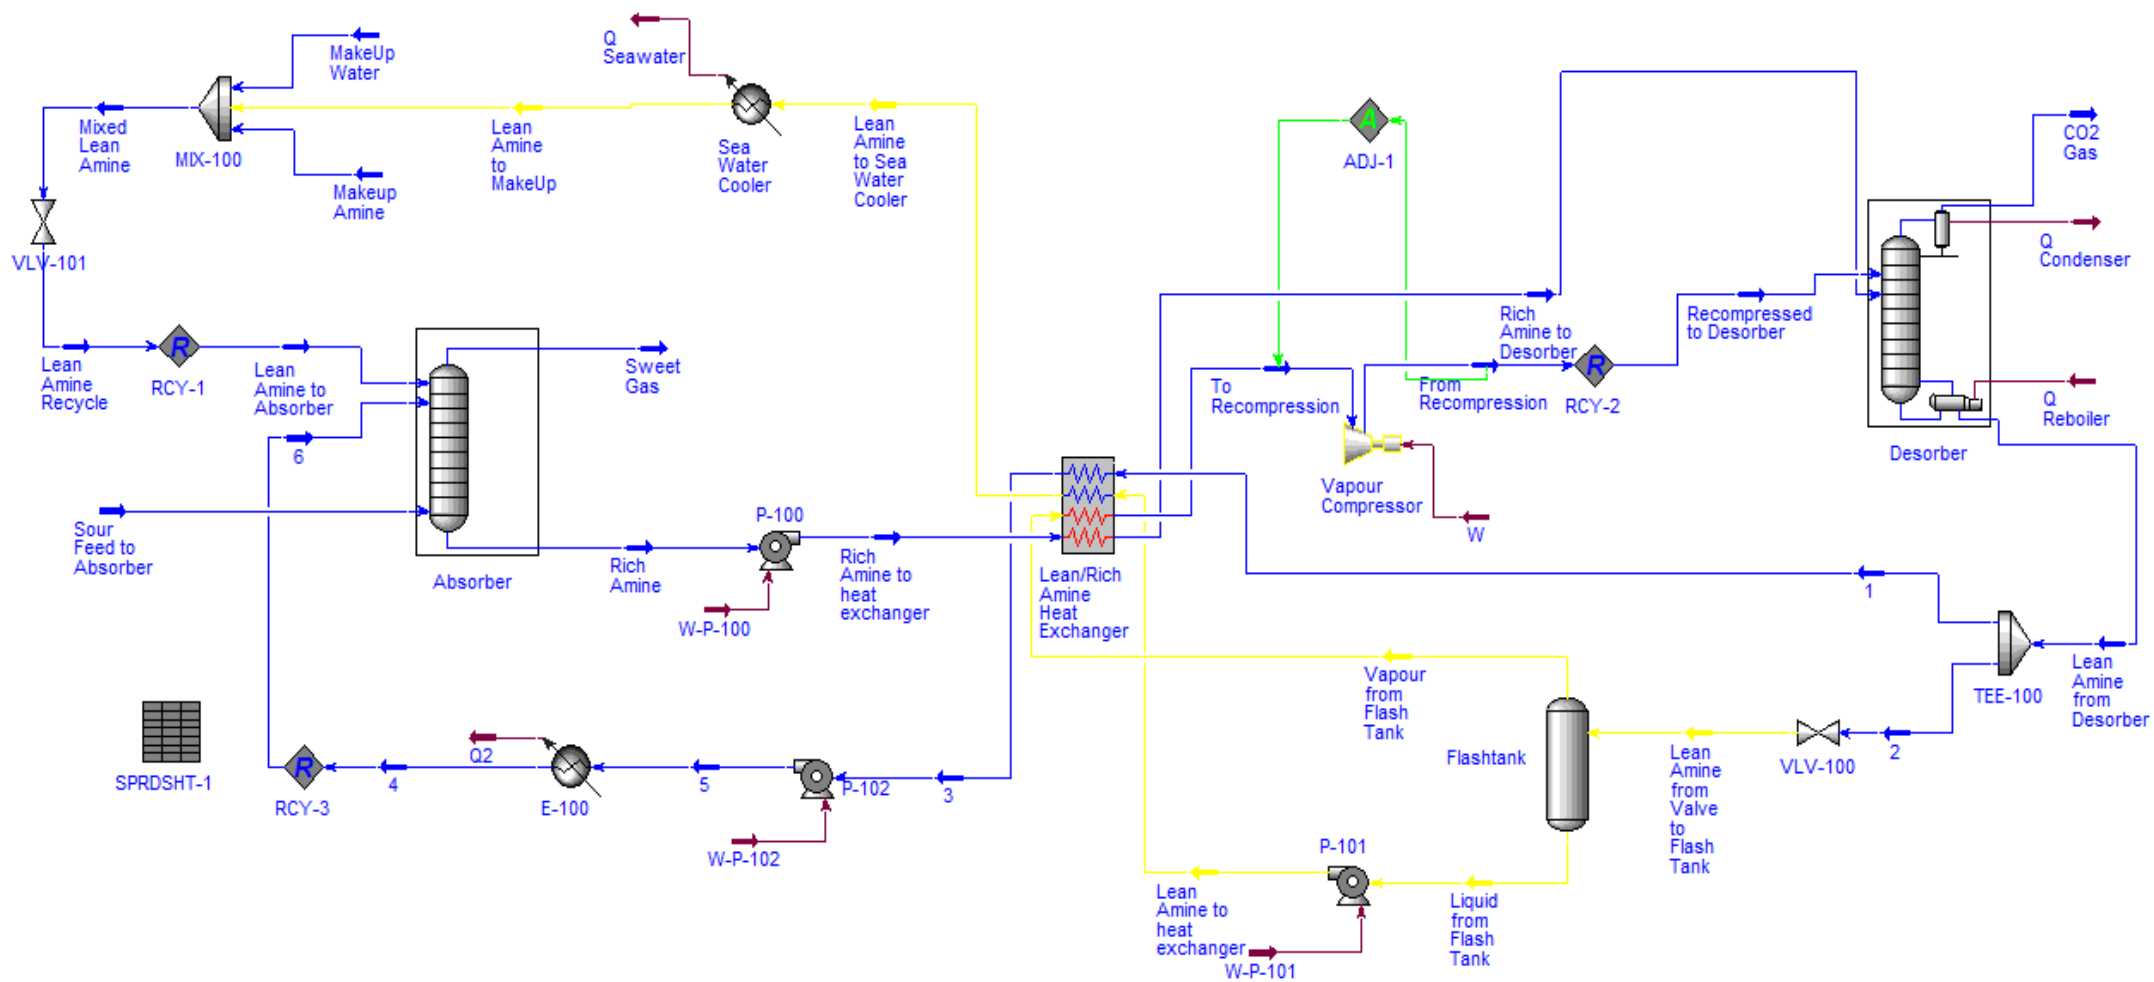 Q
Seawater
MakeUp
Water
Mixed
Lean
Amine
MIX-100
Lean
Amine
to
MakeUp
Sea
Water
Cooler
Lean
Amine
to Sea
Water
Cooler
Makeup
Amine
VLV-101
A
ADJ-1
CO2
Gas
Q
Condenser
Lean
Amine
Recycle
R
RCY-1
Lean
Amine to
Absorber
Sweet
Gas
6
Sour
Feed to
Absorber
Absorber
Rich
Amine
P-100
W-P-100
Rich
Amine to
heat
exchanger
Lean/Rich
Amine
Heat
Exchanger
To
Recompression
From
Recompression
Rich
Amine to
Desorber
R
RCY-2
Recompressed
to Desorber
Vapour
Compressor
W
Q
Reboiler
Desorber
1
TEE-100
Lean
Amine
from
Desorber
2
VLV-100
Lean
Amine
from
Valve
to
Flash
Tank
Flashtank
Vapour
from
Flash
Tank
Liquid
from
Flash
Tank
P-101
W-P-101
Lean
Amine to
heat
exchanger
3
P-102
W-P-102
5
E-100
Q2
4
R
RCY-3
SPRDSHT-1